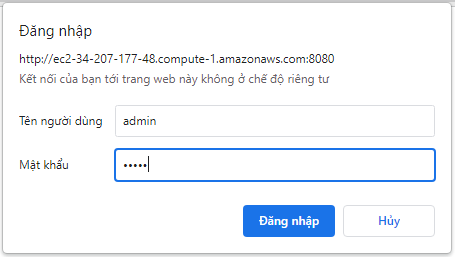 Đăng nhập
http://ec2-34-207-177-48.compute-1.amazonaws.com:8080
Kết nối của bạn tới trang web này không ở chế độ riêng tư
Tên người dùng admin
Mật khẩu •••••
Đăng nhập Hủy